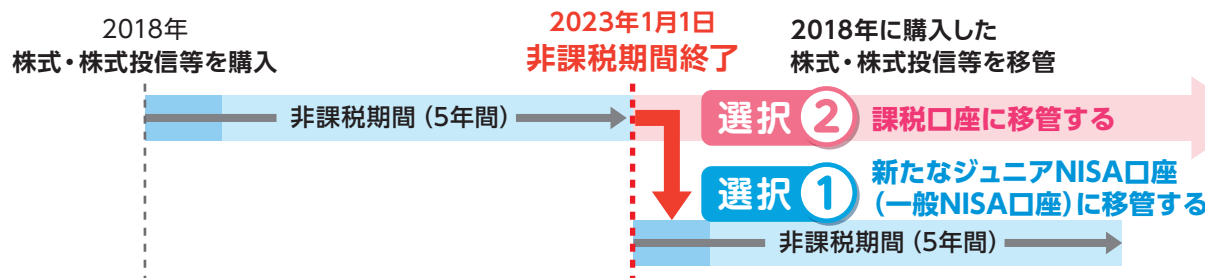 2018年
株式・株式投信等を購入
2023年1月1日
非課税期間終了
2018年に購入した
株式・株式投信等を移管
非課税期間（5年間）
選択 2
課税口座に移管する
選択 1
新たなジュニアNISA口座
（一般NISA口座）に移管する
非課税期間（5年間）